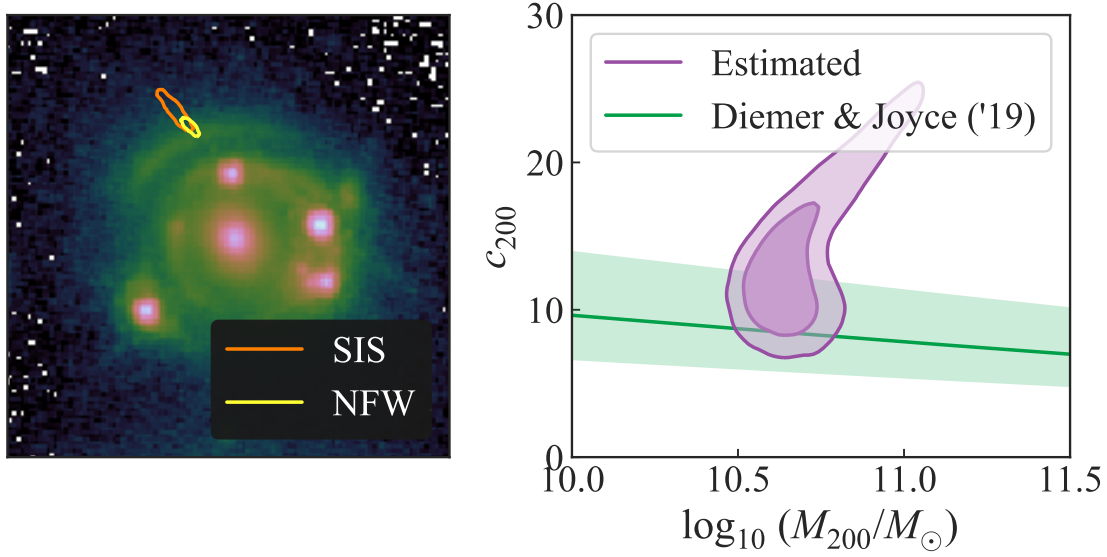 SIS
NFW
30
20
10
0
c200
Estimated
Diemer & Joyce ('19)
10.0
10.5
11.0
11.5
log10 (M200/M⊙)